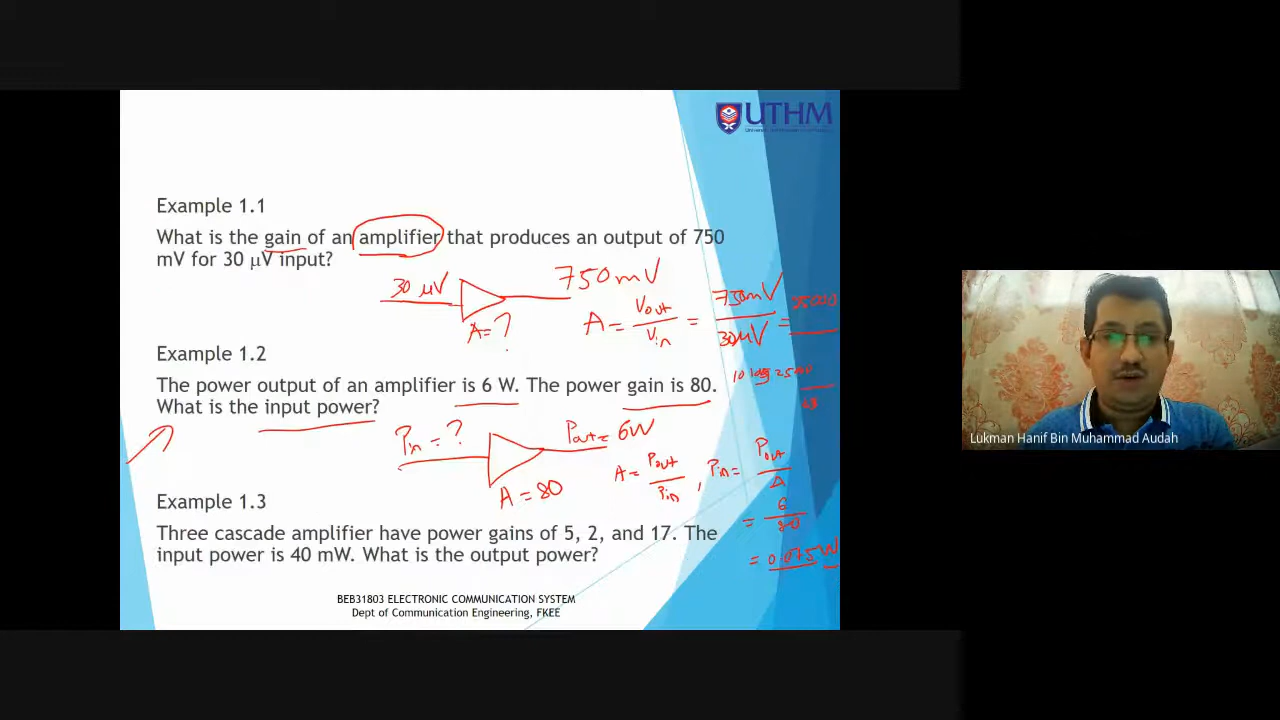 UTHM
Example 1.1
What is the gain of an amplifier that produces an output of 750
mV for 30 μV input?
30 μV
750mV
A = ?
A = Vout/Vin = 750mV/30μV = 25000
10 log 25000
Example 1.2
The power output of an amplifier is 6 W. The power gain is 80.
What is the input power?
Pin = ?
Pout = 6W
A = 80
A = Pout/Pin , Pin = Pout/A
= 6/80
= 0.075 W
Example 1.3
Three cascade amplifier have power gains of 5, 2, and 17. The
input power is 40 mW. What is the output power?
BEB31803 ELECTRONIC COMMUNICATION SYSTEM
Dept of Communication Engineering, FKEE
Lukman Hanif Bin Muhammad Audah